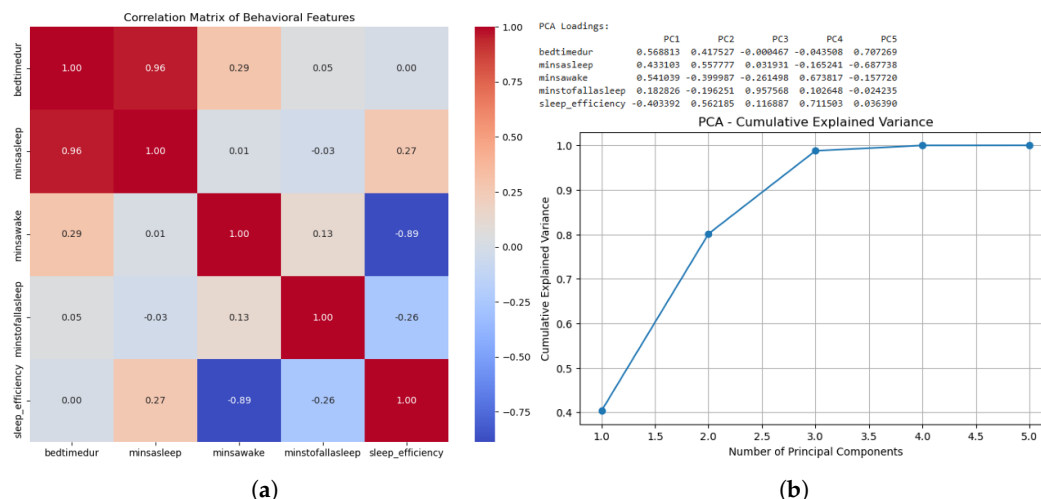 Correlation Matrix of Behavioral Features
bedtimedur
1.00 0.96 0.29 0.05 0.00
minsasleep
0.96 1.00 0.01 -0.03 0.27
minsawake
0.29 0.01 1.00 0.13 -0.89
minstofallasleep
0.05 -0.03 0.13 1.00 -0.26
sleep_efficiency
0.00 0.27 -0.89 -0.26 1.00
bedtimedur minsasleep minsawake minstofallasleep sleep_efficiency
1.00
0.75
0.50
0.25
0.00
-0.25
-0.50
-0.75
(a)
PCA Loadings:
PC1 PC2 PC3 PC4 PC5
bedtimedur 0.568813 0.417527 -0.000467 -0.043508 0.707269
minsasleep 0.433103 0.557777 0.031931 -0.165241 -0.687738
minsawake 0.541039 -0.399987 -0.261498 0.673817 -0.157720
minstofallasleep 0.182826 -0.196251 0.957568 0.102648 -0.024235
sleep_efficiency -0.403392 0.562185 0.116887 0.711503 0.036390
PCA - Cumulative Explained Variance
Cumulative Explained Variance
1.0
0.9
0.8
0.7
0.6
0.5
0.4
1.0 1.5 2.0 2.5 3.0 3.5 4.0 4.5 5.0
Number of Principal Components
(b)